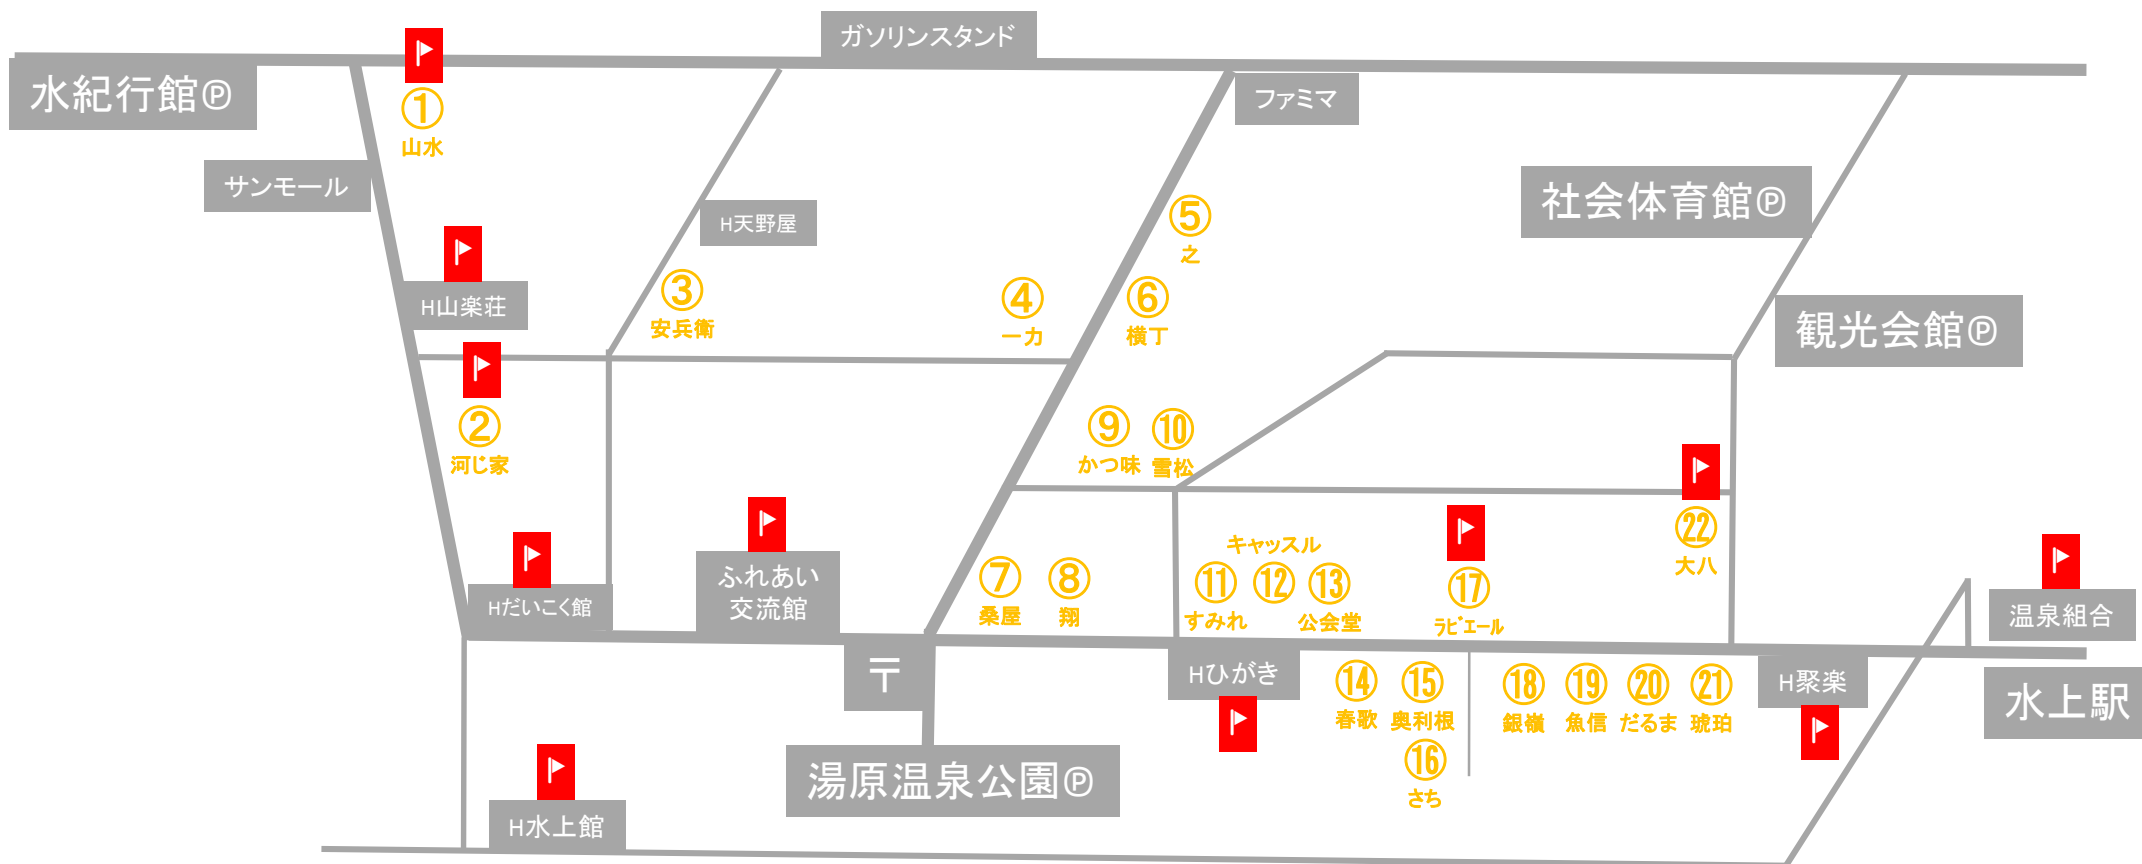 ガソリンスタンド
水紀行館Ⓟ
①
山水
ファミマ
サンモール
H天野屋
社会体育館Ⓟ
⑤
之
H山楽荘
③
安兵衛
④
一力
⑥
横丁
観光会館Ⓟ
②
河じ家
⑨
かつ味
⑩
雪松
㉒
大八
Hだいこく館
ふれあい
交流館
⑦
桑屋
⑧
翔
キャッスル
⑪
すみれ
⑫
⑬
公会堂
⑰
ラビエール
温泉組合
〒
Hひがき
⑭
春歌
⑮
奥利根
⑯
さち
⑱
銀嶺
⑲
魚信
⑳
だるま
㉑
琥珀
H聚楽
水上駅
湯原温泉公園Ⓟ
H水上館